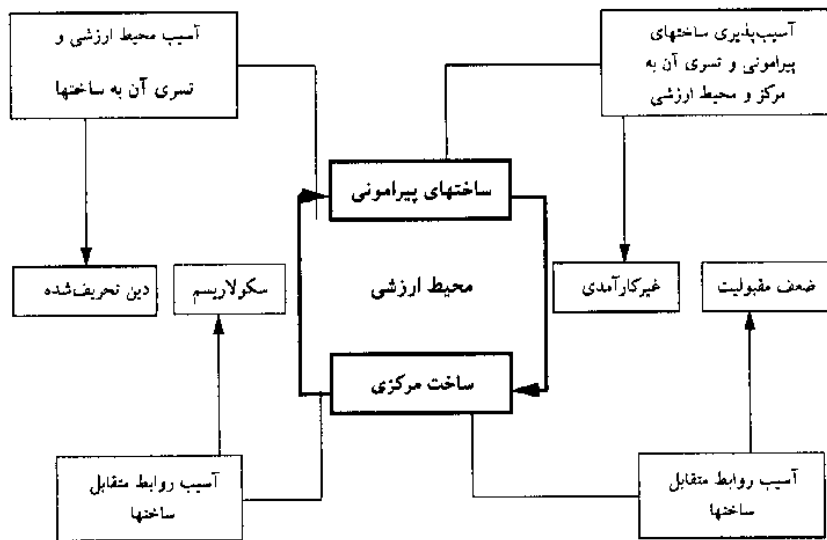 آسیب‌پذیری ساختهای
پیرامونی و تسری آن به
مرکز و محیط ارزشی
آسیب محیط ارزشی و
تسری آن به ساختها
ساختهای پیرامونی
ضعف مقبولیت
غیرکارآمدی
محیط ارزشی
سکولاریسم
دین تحریف‌شده
ساخت مرکزی
آسیب روابط متقابل
ساختها
آسیب روابط متقابل
ساختها